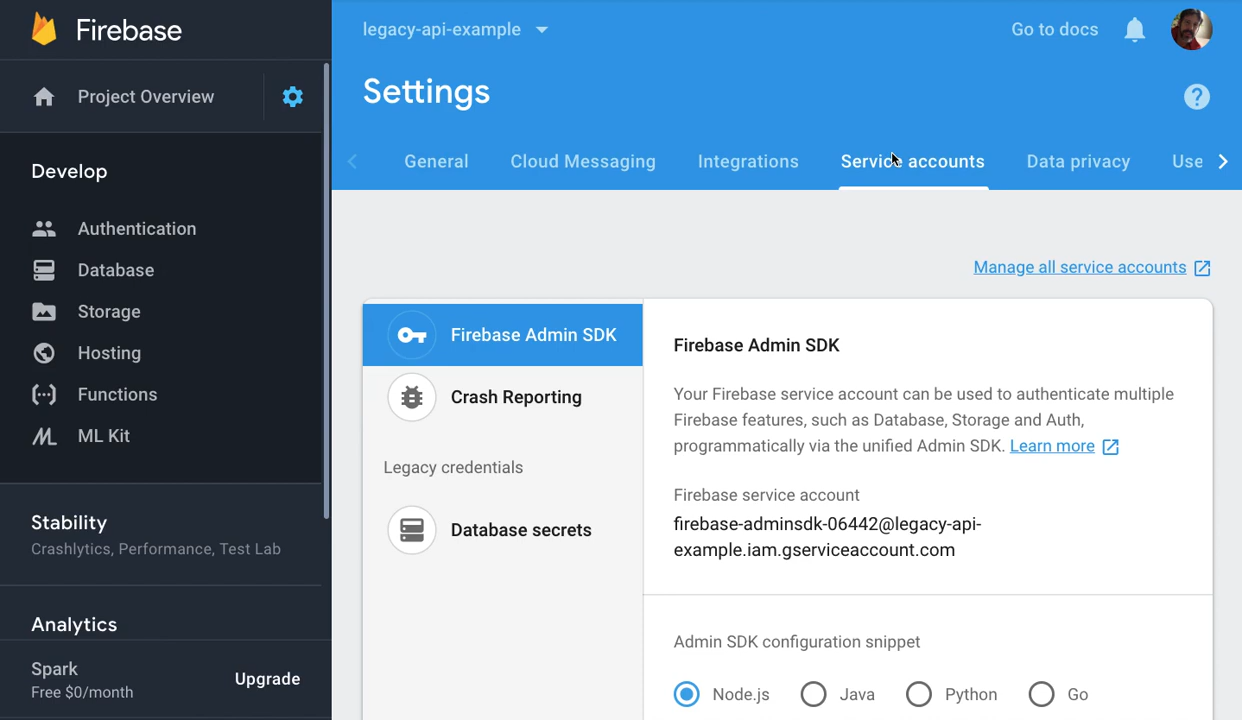 Firebase
legacy-api-example
Go to docs
Project Overview
Settings
General
Cloud Messaging
Integrations
Service accounts
Data privacy
Use
Develop
Authentication
Database
Storage
Hosting
Functions
ML Kit
Stability
Crashlytics, Performance, Test Lab
Analytics
Spark
Free $0/month
Upgrade
Manage all service accounts
Firebase Admin SDK
Crash Reporting
Legacy credentials
Database secrets
Firebase Admin SDK
Your Firebase service account can be used to authenticate multiple
Firebase features, such as Database, Storage and Auth,
programmatically via the unified Admin SDK. Learn more
Firebase service account
firebase-adminsdk-06442@legacy-api-
example.iam.gserviceaccount.com
Admin SDK configuration snippet
Node.js
Java
Python
Go